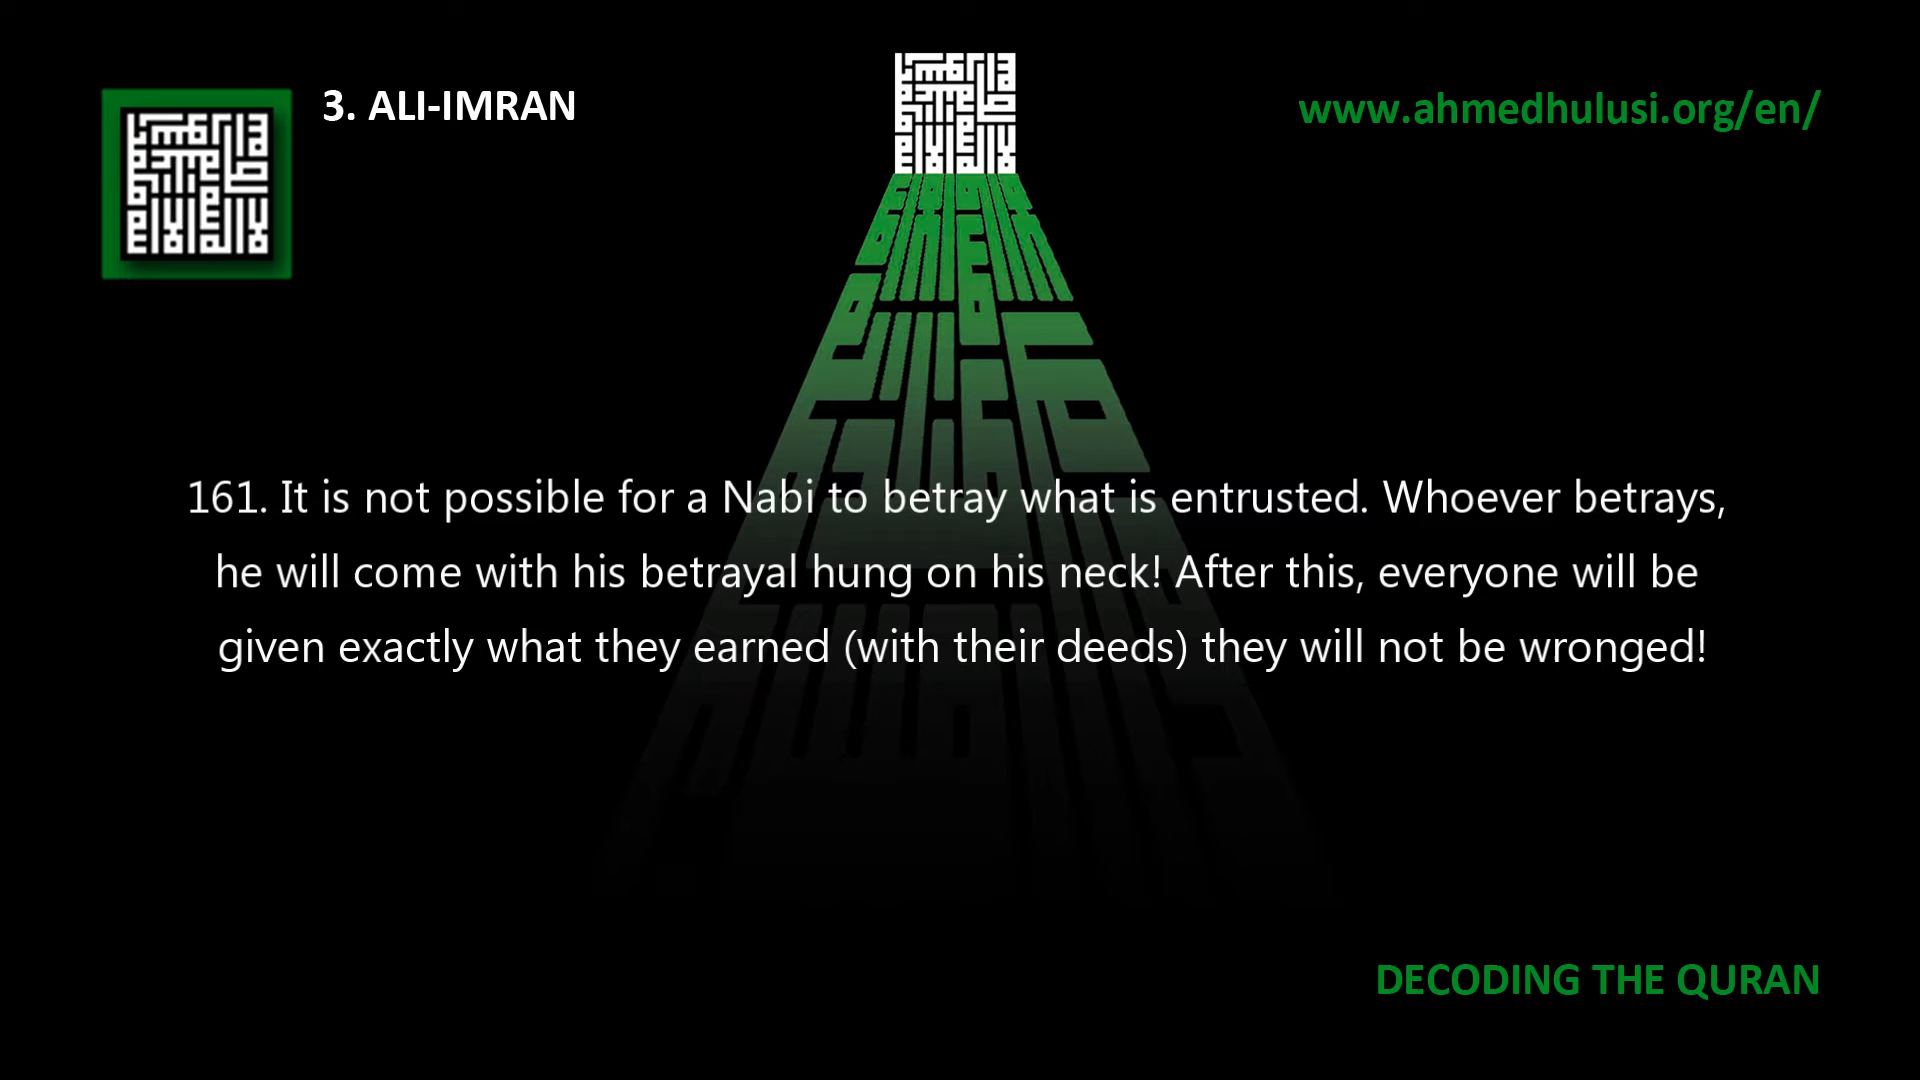 3. ALI-IMRAN
www.ahmedhulusi.org/en/
161. It is not possible for a Nabi to betray what is entrusted. Whoever betrays,
he will come with his betrayal hung on his neck! After this, everyone will be
given exactly what they earned (with their deeds) they will not be wronged!
DECODING THE QURAN